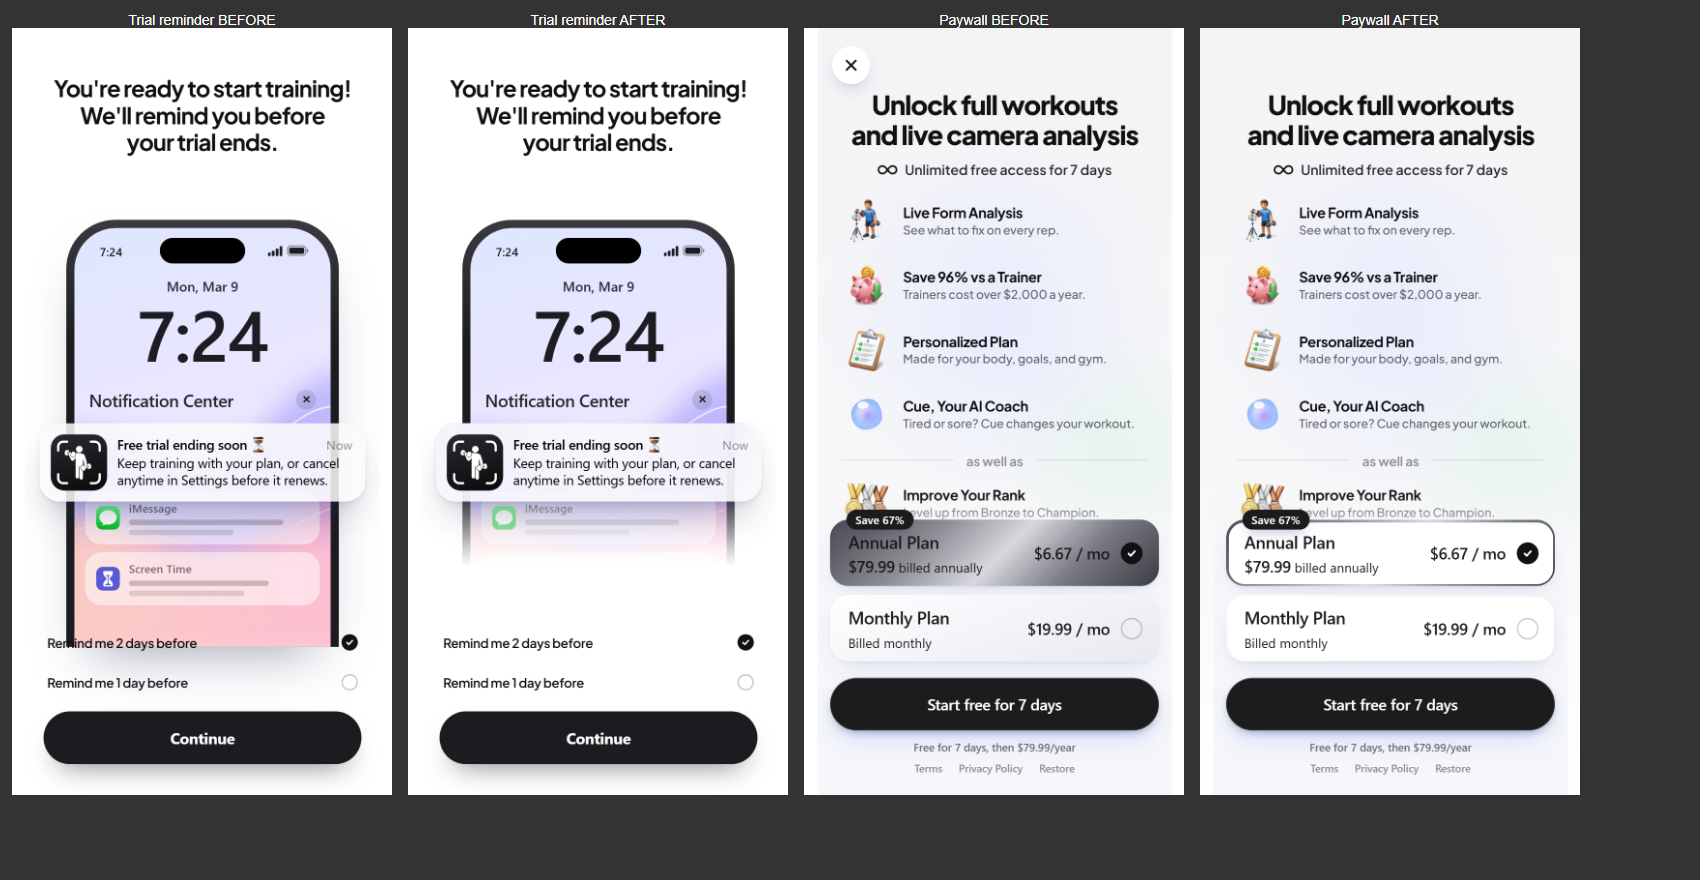 Trial reminder BEFORE
You're ready to start training!
We'll remind you before
your trial ends.
7:24
Mon, Mar 9
7:24
Notification Center
Free trial ending soon ⏳
Now
Keep training with your plan, or cancel
anytime in Settings before it renews.
iMessage
Screen Time
Remind me 2 days before
Remind me 1 day before
Continue
Trial reminder AFTER
You're ready to start training!
We'll remind you before
your trial ends.
7:24
Mon, Mar 9
7:24
Notification Center
Free trial ending soon ⏳
Now
Keep training with your plan, or cancel
anytime in Settings before it renews.
iMessage
Remind me 2 days before
Remind me 1 day before
Continue
Paywall BEFORE
Unlock full workouts
and live camera analysis
Unlimited free access for 7 days
Live Form Analysis
See what to fix on every rep.
Save 96% vs a Trainer
Trainers cost over $2,000 a year.
Personalized Plan
Made for your body, goals, and gym.
Cue, Your AI Coach
Tired or sore? Cue changes your workout.
as well as
Improve Your Rank
Level up from Bronze to Champion.
Save 67%
Annual Plan
$6.67 / mo
$79.99 billed annually
Monthly Plan
$19.99 / mo
Billed monthly
Start free for 7 days
Free for 7 days, then $79.99/year
Terms Privacy Policy Restore
Paywall AFTER
Unlock full workouts
and live camera analysis
Unlimited free access for 7 days
Live Form Analysis
See what to fix on every rep.
Save 96% vs a Trainer
Trainers cost over $2,000 a year.
Personalized Plan
Made for your body, goals, and gym.
Cue, Your AI Coach
Tired or sore? Cue changes your workout.
as well as
Improve Your Rank
Level up from Bronze to Champion.
Save 67%
Annual Plan
$6.67 / mo
$79.99 billed annually
Monthly Plan
$19.99 / mo
Billed monthly
Start free for 7 days
Free for 7 days, then $79.99/year
Terms Privacy Policy Restore